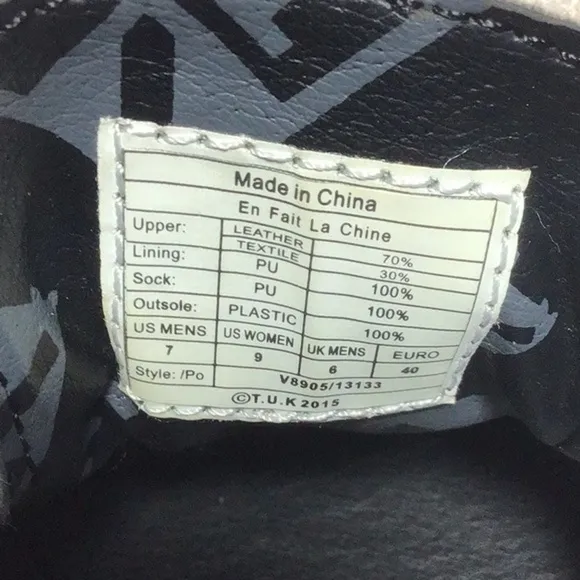 Made in China
En Fait La Chine
Upper: LEATHER 70%
TEXTILE 30%
Lining: PU 100%
Sock: PU 100%
Outsole: PLASTIC 100%
US MENS US WOMEN UK MENS EURO
7 9 6 40
Style: /Po V8905/13133
©T.U.K 2015